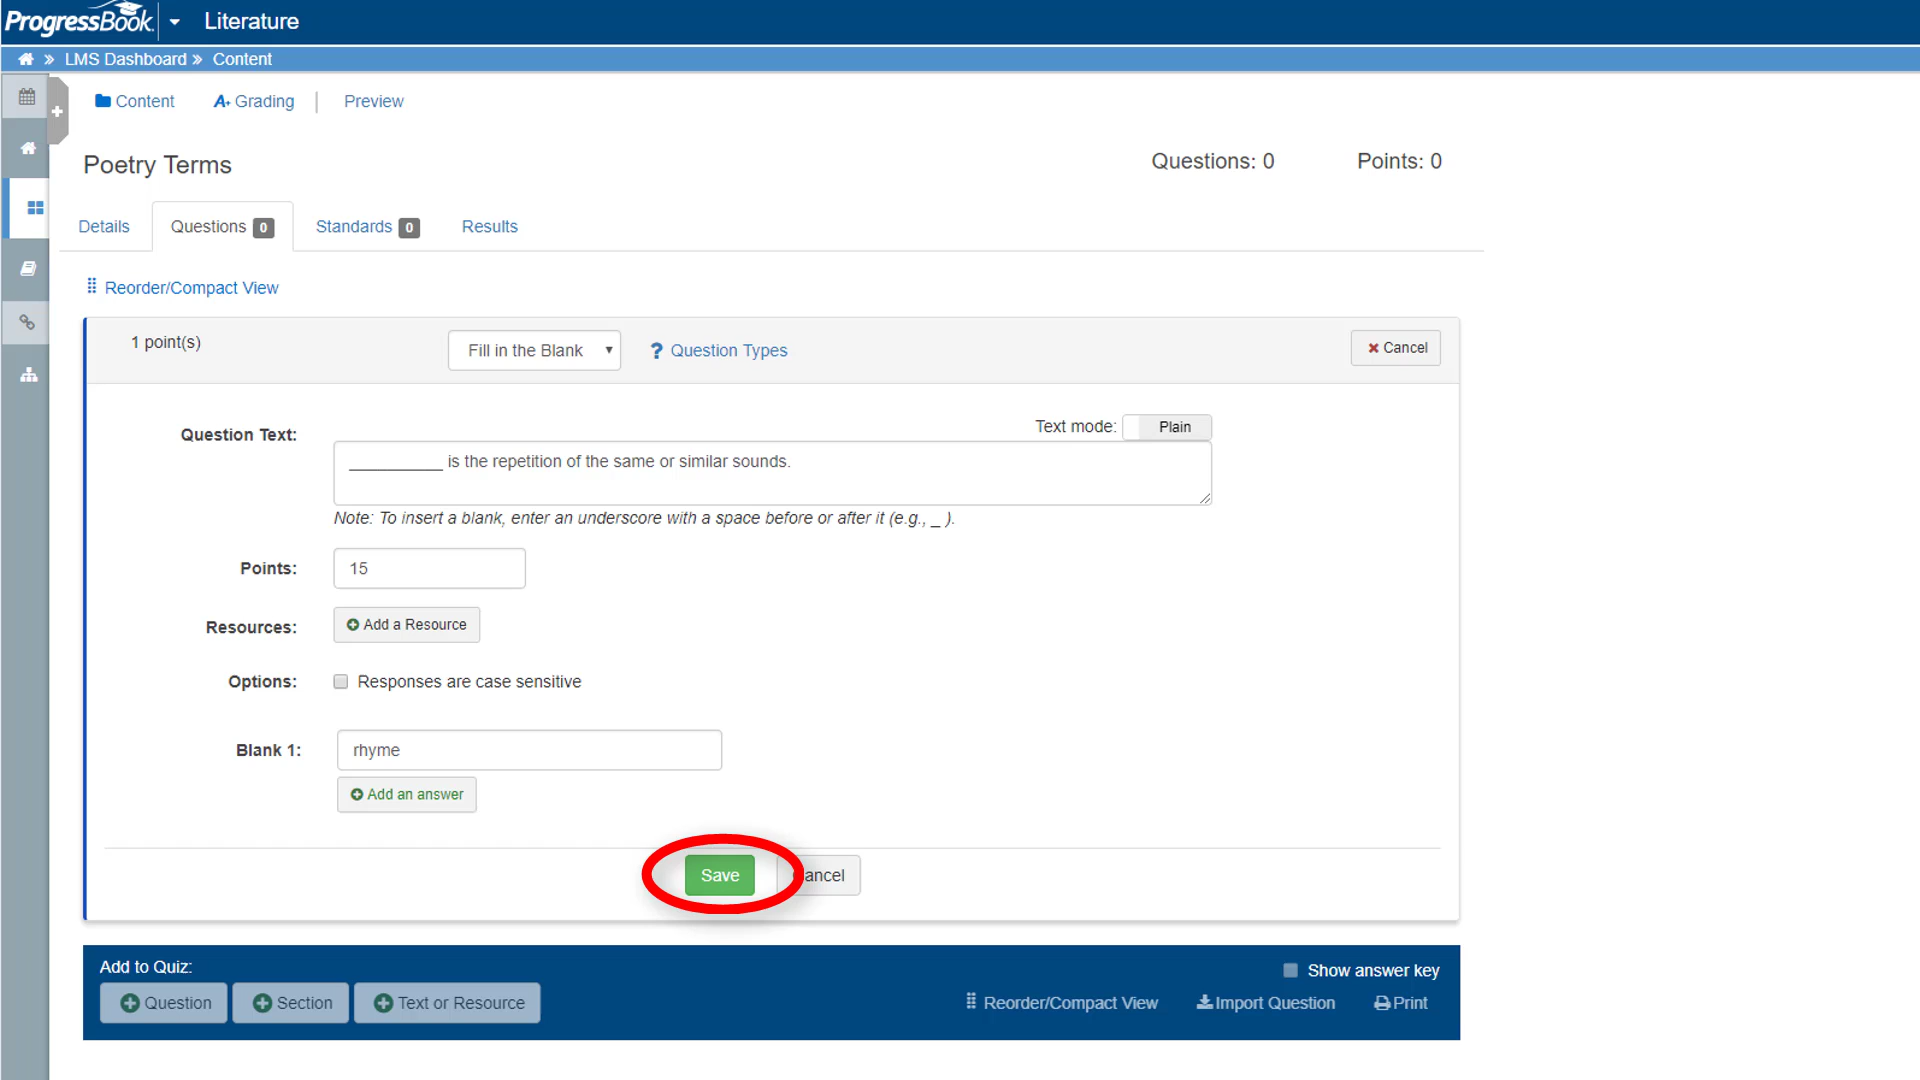 ProgressBook Literature
LMS Dashboard » Content
Content A+ Grading | Preview
Poetry Terms Questions: 0 Points: 0
Details Questions 0 Standards 0 Results
Reorder/Compact View
1 point(s) Fill in the Blank ? Question Types Cancel
Question Text: Text mode: Plain
__________ is the repetition of the same or similar sounds.
Note: To insert a blank, enter an underscore with a space before or after it (e.g., _ ).
Points: 15
Resources: Add a Resource
Options: Responses are case sensitive
Blank 1: rhyme
Add an answer
Save ancel
Add to Quiz: Show answer key
Question Section Text or Resource Reorder/Compact View Import Question Print